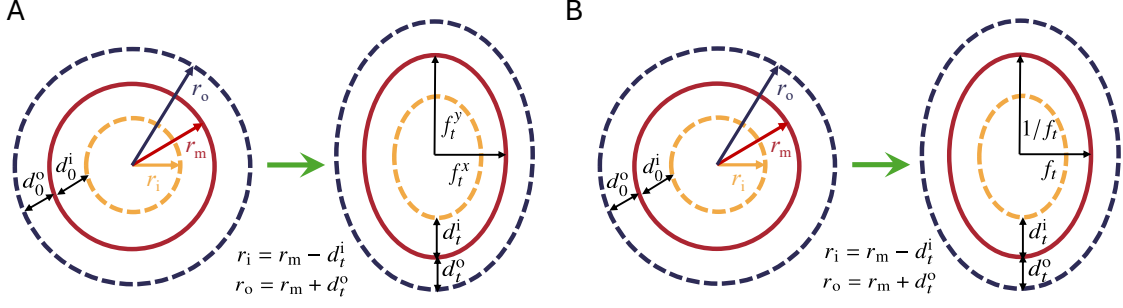 A
B
r_o
r_m
r_i
d_0^i
d_0^o
f_t^y
f_t^x
d_t^i
d_t^o
r_i = r_m − d_t^i
r_o = r_m + d_t^o
r_o
r_m
r_i
d_0^i
d_0^o
1/f_t
f_t
d_t^i
d_t^o
r_i = r_m − d_t^i
r_o = r_m + d_t^o